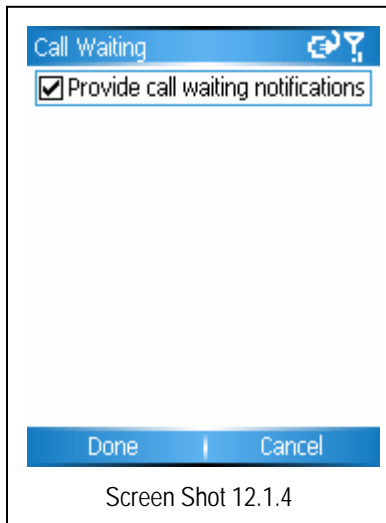 Call Waiting
Provide call waiting notifications
Done Cancel
Screen Shot 12.1.4